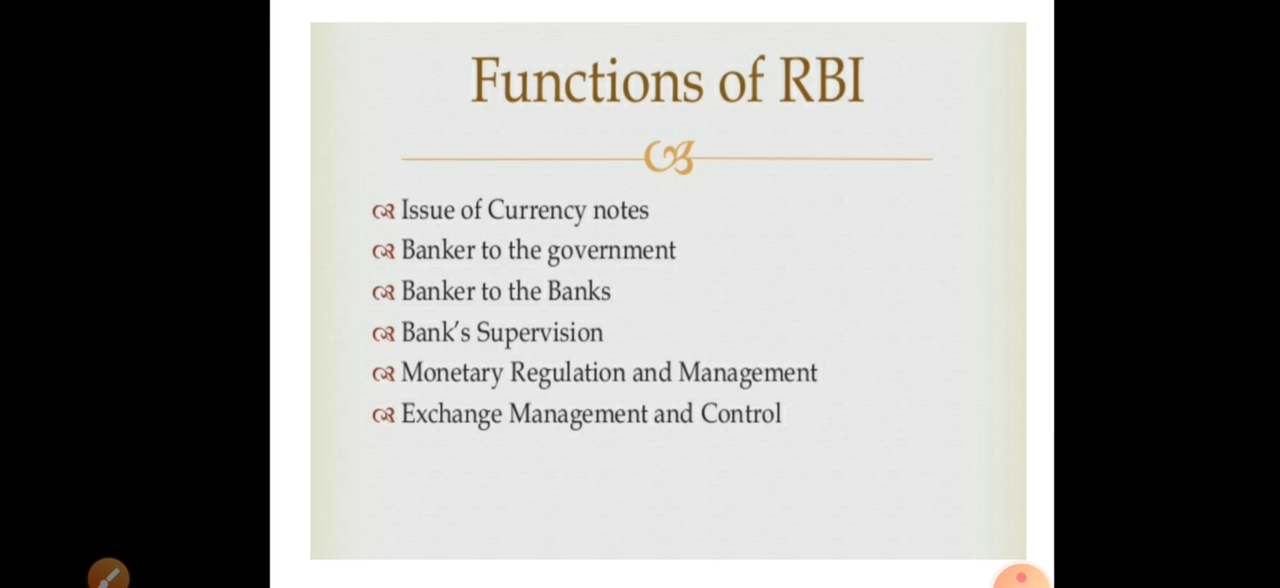 Functions of RBI
Issue of Currency notes
Banker to the government
Banker to the Banks
Bank’s Supervision
Monetary Regulation and Management
Exchange Management and Control